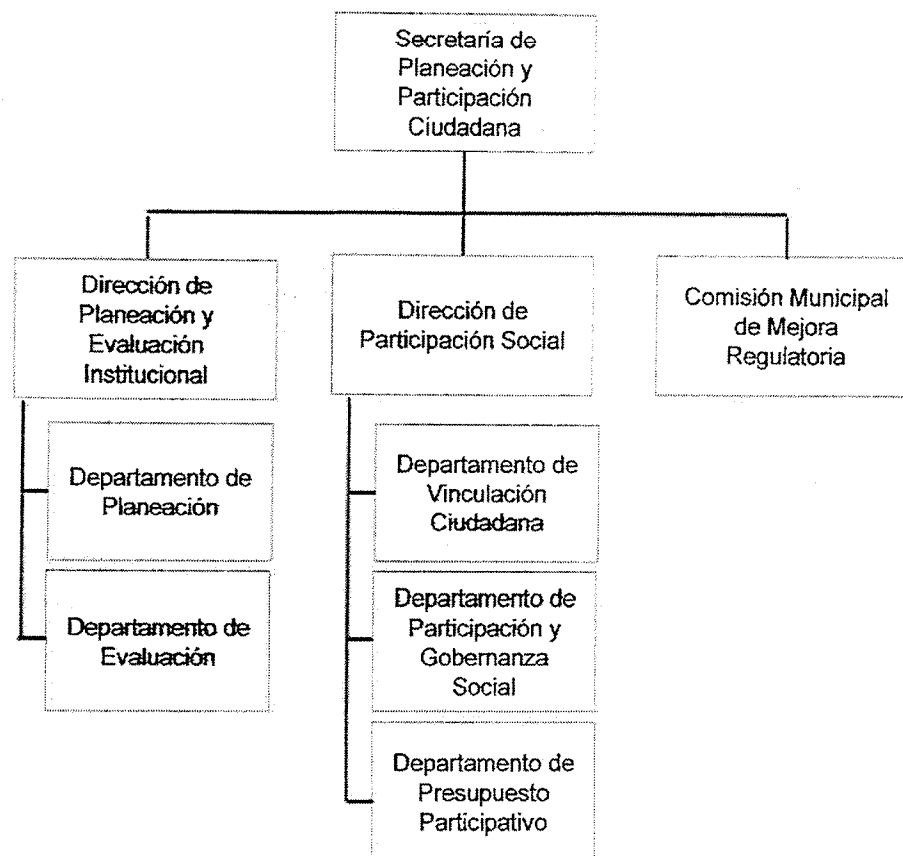 Secretaría de
Planeación y
Participación
Ciudadana
Dirección de
Planeación y
Evaluación
Institucional
Dirección de
Participación Social
Comisión Municipal
de Mejora
Regulatoria
Departamento de
Planeación
Departamento de
Evaluación
Departamento de
Vinculación
Ciudadana
Departamento de
Participación y
Gobernanza
Social
Departamento de
Presupuesto
Participativo